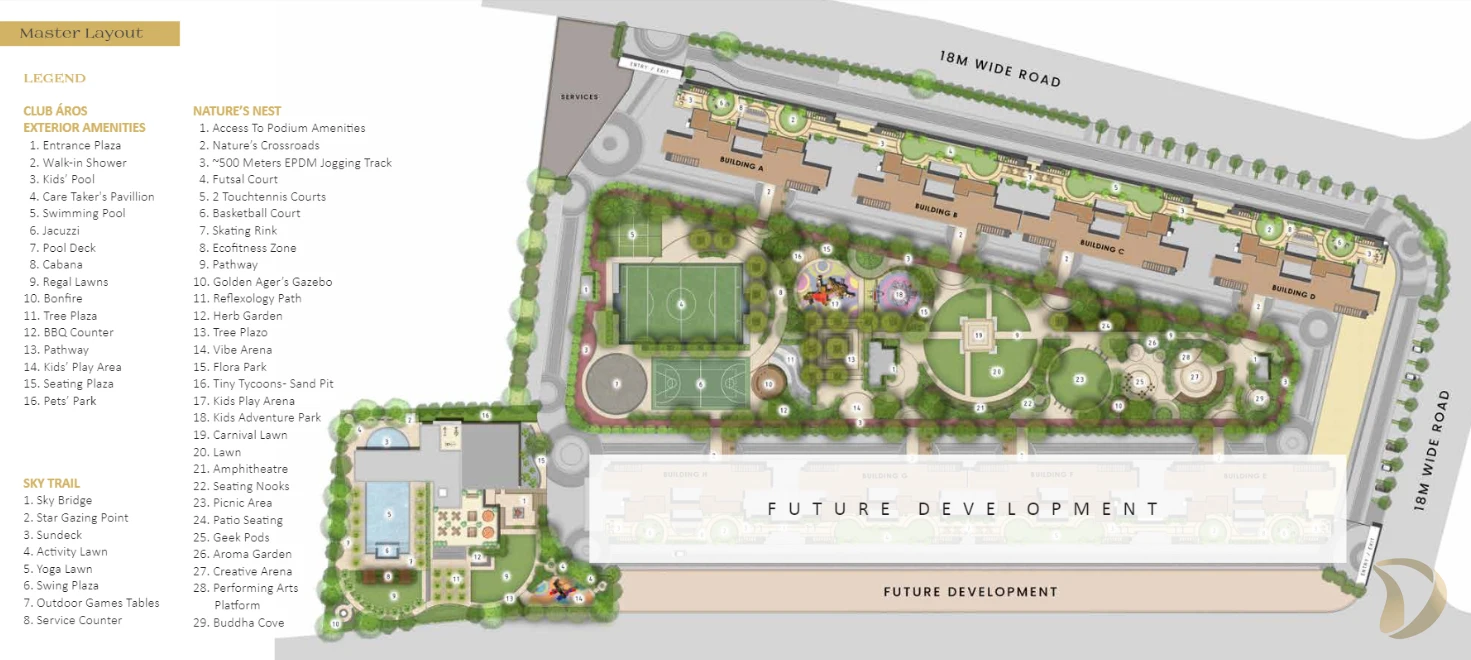 Master Layout
LEGEND
CLUB ÁROS
EXTERIOR AMENITIES
1. Entrance Plaza
2. Walk-in Shower
3. Kids' Pool
4. Care Taker's Pavillion
5. Swimming Pool
6. Jacuzzi
7. Pool Deck
8. Cabana
9. Regal Lawns
10. Bonfire
11. Tree Plaza
12. BBQ Counter
13. Pathway
14. Kids' Play Area
15. Seating Plaza
16. Pets' Park
SKY TRAIL
1. Sky Bridge
2. Star Gazing Point
3. Sundeck
4. Activity Lawn
5. Yoga Lawn
6. Swing Plaza
7. Outdoor Games Tables
8. Service Counter
NATURE'S NEST
1. Access To Podium Amenities
2. Nature's Crossroads
3. ~500 Meters EPDM Jogging Track
4. Futsal Court
5. 2 Touchtennis Courts
6. Basketball Court
7. Skating Rink
8. Ecofitness Zone
9. Pathway
10. Golden Ager's Gazebo
11. Reflexology Path
12. Herb Garden
13. Tree Plazo
14. Vibe Arena
15. Flora Park
16. Tiny Tycoons- Sand Pit
17. Kids Play Arena
18. Kids Adventure Park
19. Carnival Lawn
20. Lawn
21. Amphitheatre
22. Seating Nooks
23. Picnic Area
24. Patio Seating
25. Geek Pods
26. Aroma Garden
27. Creative Arena
28. Performing Arts
Platform
29. Buddha Cove
18M WIDE ROAD
ENTRY / EXIT
SERVICES
BUILDING A
BUILDING B
BUILDING C
BUILDING D
18M WIDE ROAD
FUTURE DEVELOPMENT
ENTRY / EXIT
FUTURE DEVELOPMENT